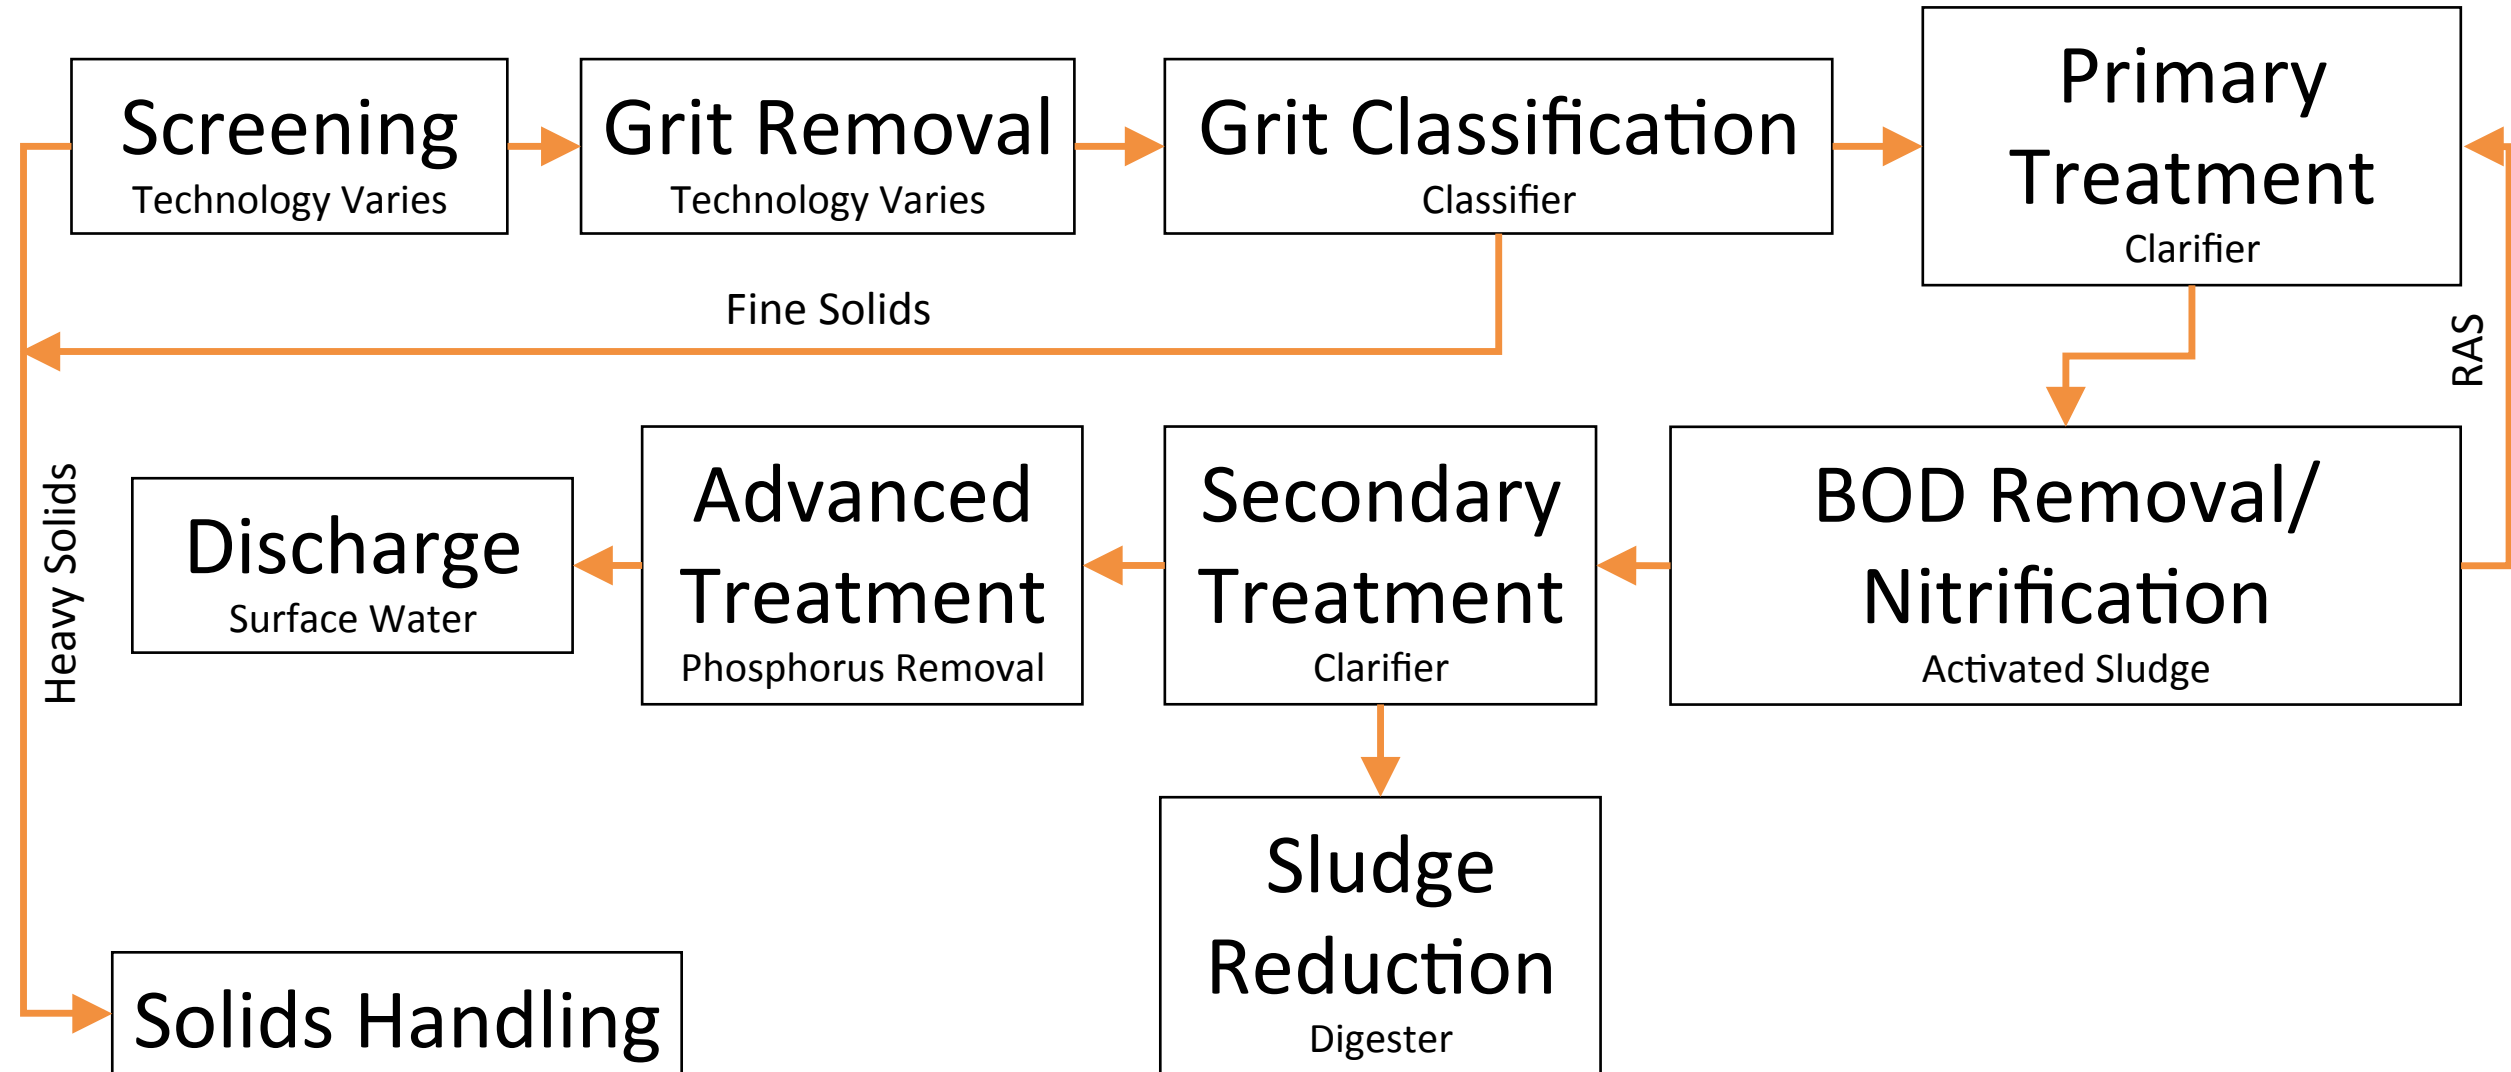 Screening
Technology Varies
Grit Removal
Technology Varies
Grit Classification
Classifier
Primary
Treatment
Clarifier
Fine Solids
RAS
Heavy Solids
Discharge
Surface Water
Advanced
Treatment
Phosphorus Removal
Secondary
Treatment
Clarifier
BOD Removal/
Nitrification
Activated Sludge
Sludge
Reduction
Digester
Solids Handling